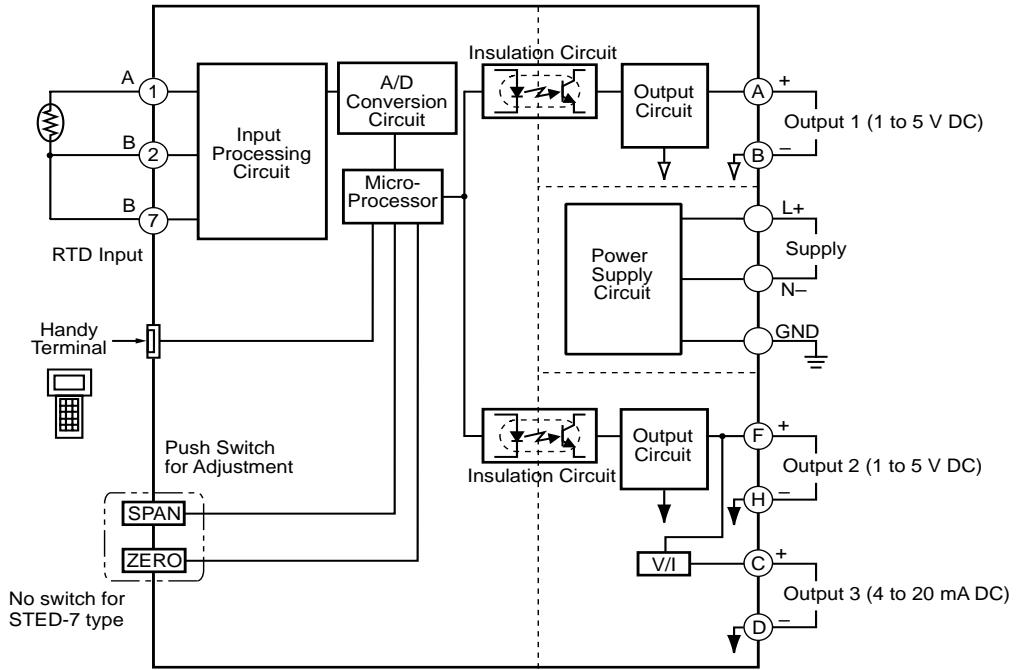 Insulation Circuit
A
1
A/D
Conversion
Circuit
Output
Circuit
A
+
Output 1 (1 to 5 V DC)
B
2
Input
Processing
Circuit
B
–
Micro-
Processor
B
7
RTD Input
L+
Power
Supply
Circuit
Supply
N–
GND
Handy
Terminal
Push Switch
for Adjustment
Output
Circuit
F
+
Insulation Circuit
Output 2 (1 to 5 V DC)
H
–
SPAN
ZERO
V/I
C
+
No switch for
STED-7 type
Output 3 (4 to 20 mA DC)
D
–